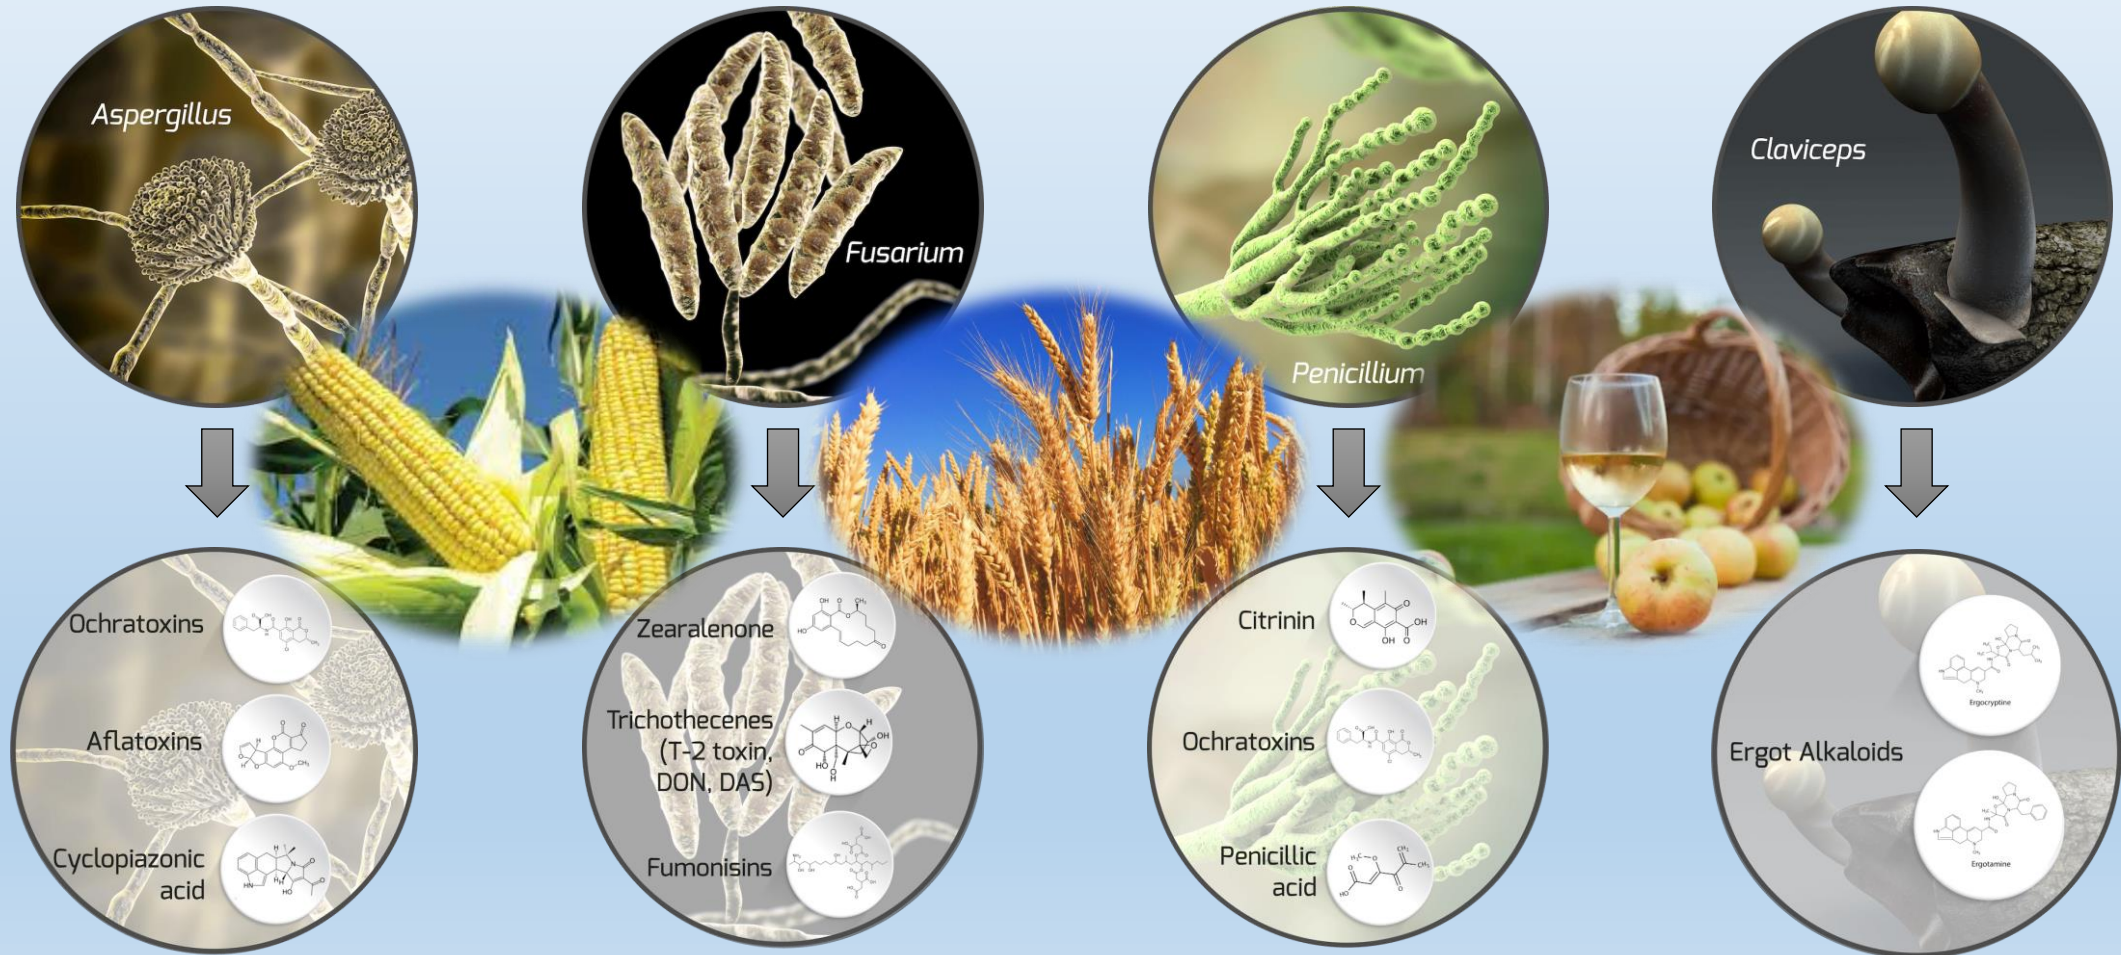 Aspergillus
Fusarium
Penicillium
Claviceps
Ochratoxins
Aflatoxins
Cyclopiazonic
acid
Zearalenone
Trichothecenes
(T-2 toxin,
DON, DAS)
Fumonisins
Citrinin
Ochratoxins
Penicillic
acid
Ergot Alkaloids
Ergocryptine
Ergotamine